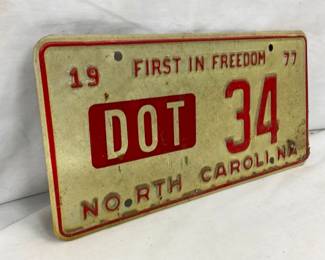 19 FIRST IN FREEDOM 77
DOT 34
NORTH CAROLINA